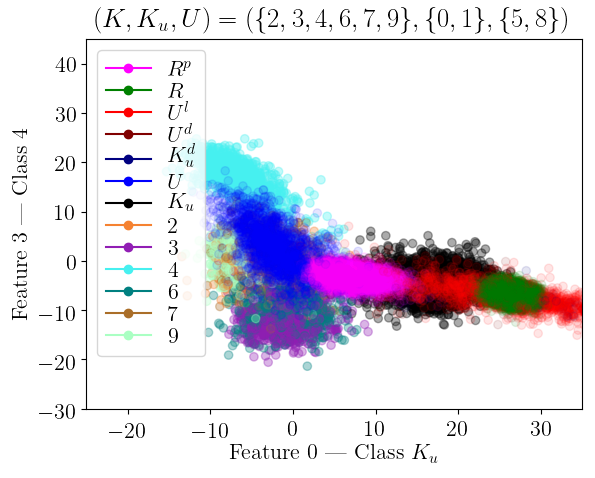 (K, K_u, U) = ({2, 3, 4, 6, 7, 9}, {0, 1}, {5, 8})
Feature 3 — Class 4
40
30
20
10
0
−10
−20
−30
R^p
R
U^l
U^d
K_u^d
U
K_u
2
3
4
6
7
9
−20 −10 0 10 20 30
Feature 0 — Class K_u